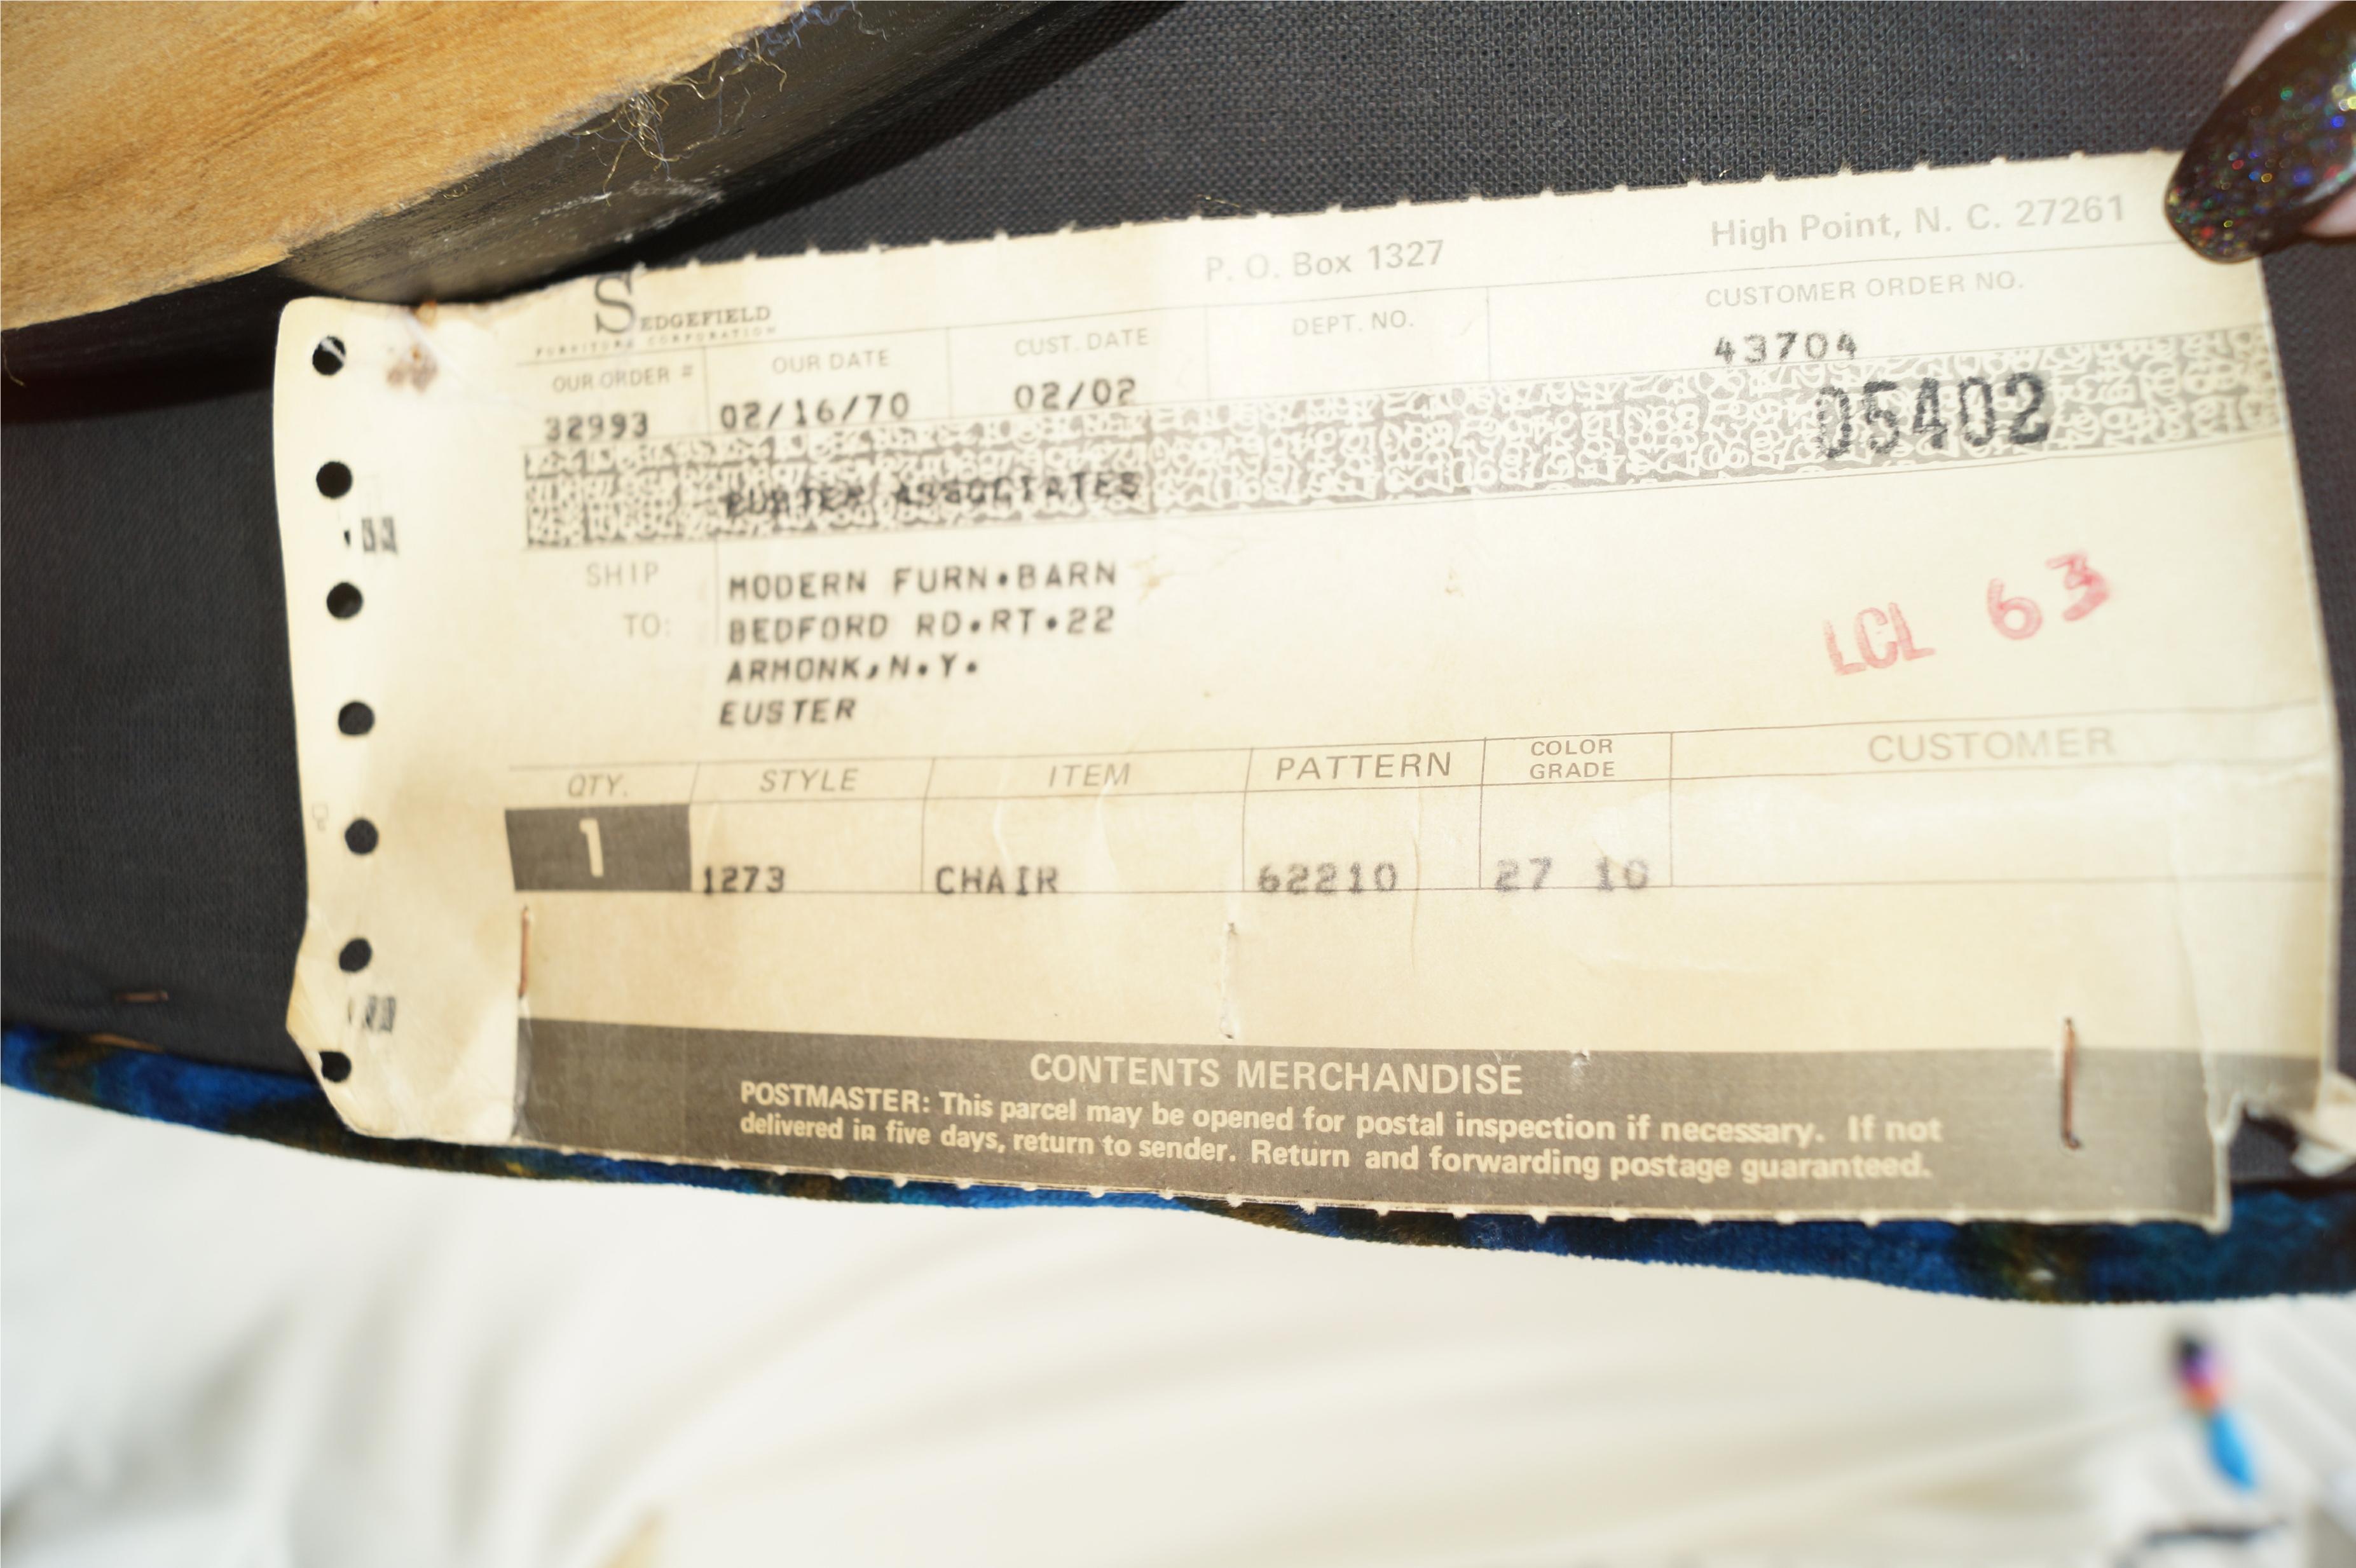 P. O. Box 1327 High Point, N. C. 27261
SEDGEFIELD
FURNITURE CORPORATION
OUR ORDER # OUR DATE CUST. DATE DEPT. NO. CUSTOMER ORDER NO.
32993 02/16/70 02/02 43704
05402
ASSOCIATES
SHIP TO:
MODERN FURN.BARN
BEDFORD RD.RT.22
ARMONK,N.Y.
EUSTER
LCL 63
QTY. STYLE ITEM PATTERN COLOR GRADE CUSTOMER
1 1273 CHAIR 62210 27 10
CONTENTS MERCHANDISE
POSTMASTER: This parcel may be opened for postal inspection if necessary. If not
delivered in five days, return to sender. Return and forwarding postage guaranteed.